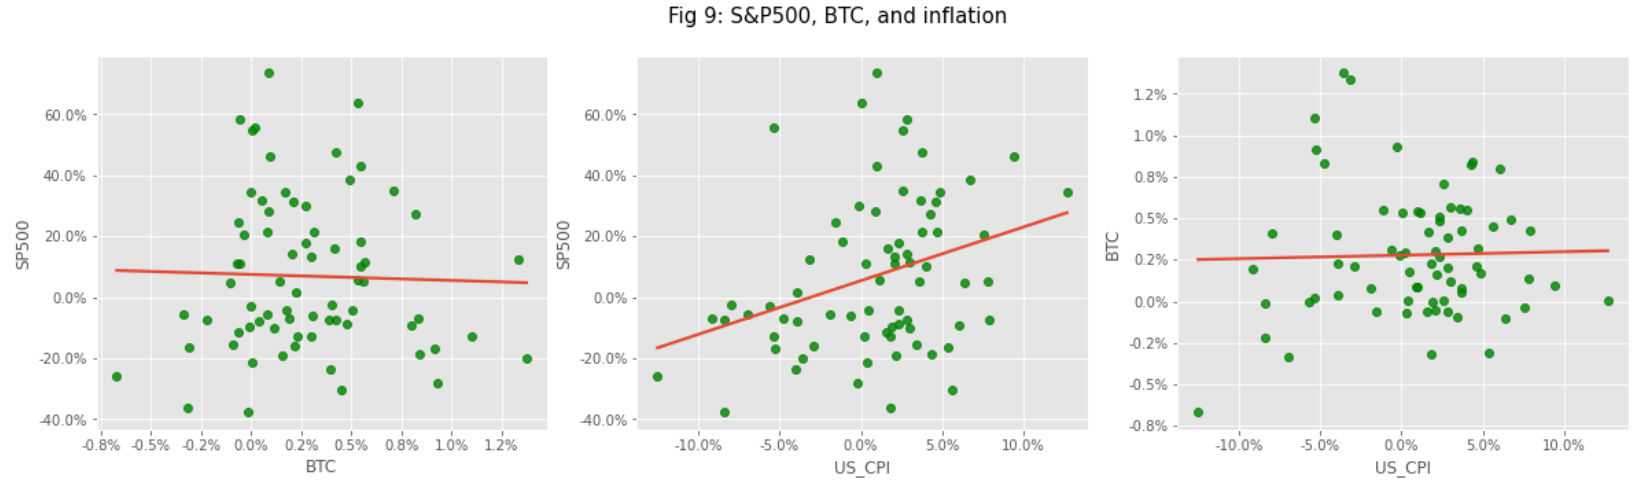 Fig 9: S&P500, BTC, and inflation
SP500
60.0%
40.0%
20.0%
0.0%
-20.0%
-40.0%
-0.8% -0.5% -0.2% 0.0% 0.2% 0.5% 0.8% 1.0% 1.2%
BTC
SP500
60.0%
40.0%
20.0%
0.0%
-20.0%
-40.0%
-10.0% -5.0% 0.0% 5.0% 10.0%
US_CPI
BTC
1.2%
1.0%
0.8%
0.5%
0.2%
0.0%
-0.2%
-0.5%
-0.8%
-10.0% -5.0% 0.0% 5.0% 10.0%
US_CPI